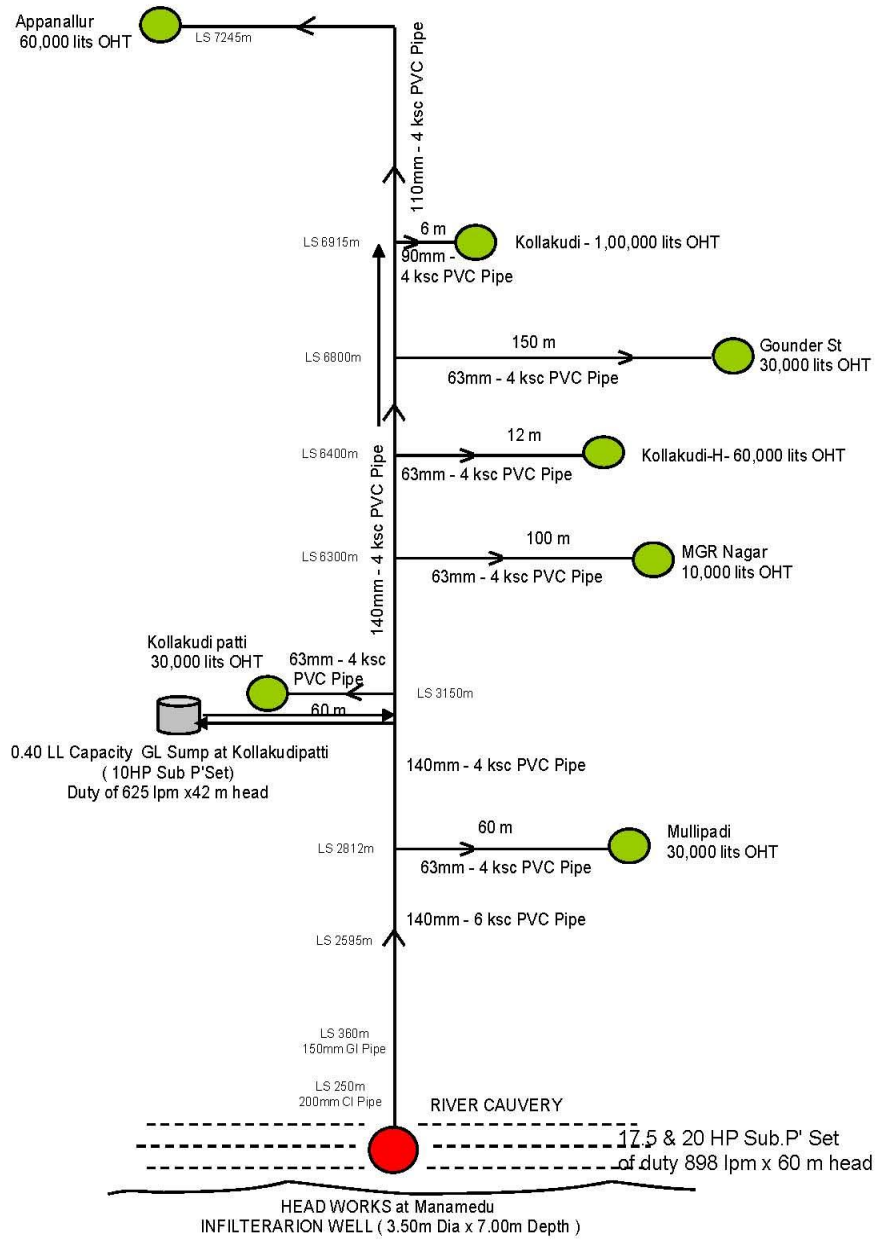 Appanallur
60,000 lits OHT
LS 7245m
110mm - 4 ksc PVC Pipe
6 m
LS 6915m
Kollakudi - 1,00,000 lits OHT
90mm -
4 ksc PVC Pipe
150 m
Gounder St
30,000 lits OHT
LS 6800m
63mm - 4 ksc PVC Pipe
12 m
LS 6400m
Kollakudi-H- 60,000 lits OHT
63mm - 4 ksc PVC Pipe
140mm - 4 ksc PVC Pipe
100 m
LS 6300m
MGR Nagar
10,000 lits OHT
63mm - 4 ksc PVC Pipe
Kollakudi patti
30,000 lits OHT
63mm - 4 ksc
PVC Pipe
LS 3150m
60 m
0.40 LL Capacity GL Sump at Kollakudipatti
( 10HP Sub P'Set)
Duty of 625 lpm x42 m head
140mm - 4 ksc PVC Pipe
60 m
Mullipadi
30,000 lits OHT
LS 2812m
63mm - 4 ksc PVC Pipe
140mm - 6 ksc PVC Pipe
LS 2595m
LS 360m
150mm GI Pipe
LS 250m
200mm CI Pipe
RIVER CAUVERY
17.5 & 20 HP Sub.P' Set
of duty 898 lpm x 60 m head
HEAD WORKS at Manamedu
INFILTERARION WELL ( 3.50m Dia x 7.00m Depth )